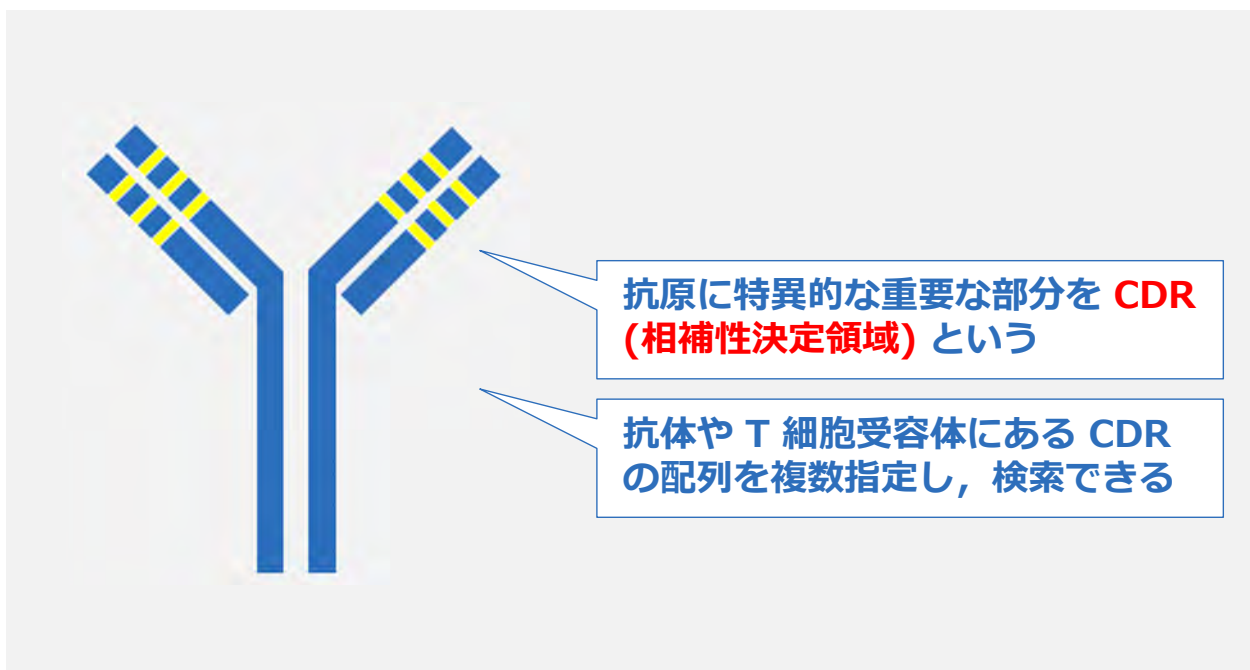 抗原に特異的な重要な部分を CDR
(相補性決定領域) という
抗体や T 細胞受容体にある CDR
の配列を複数指定し，検索できる